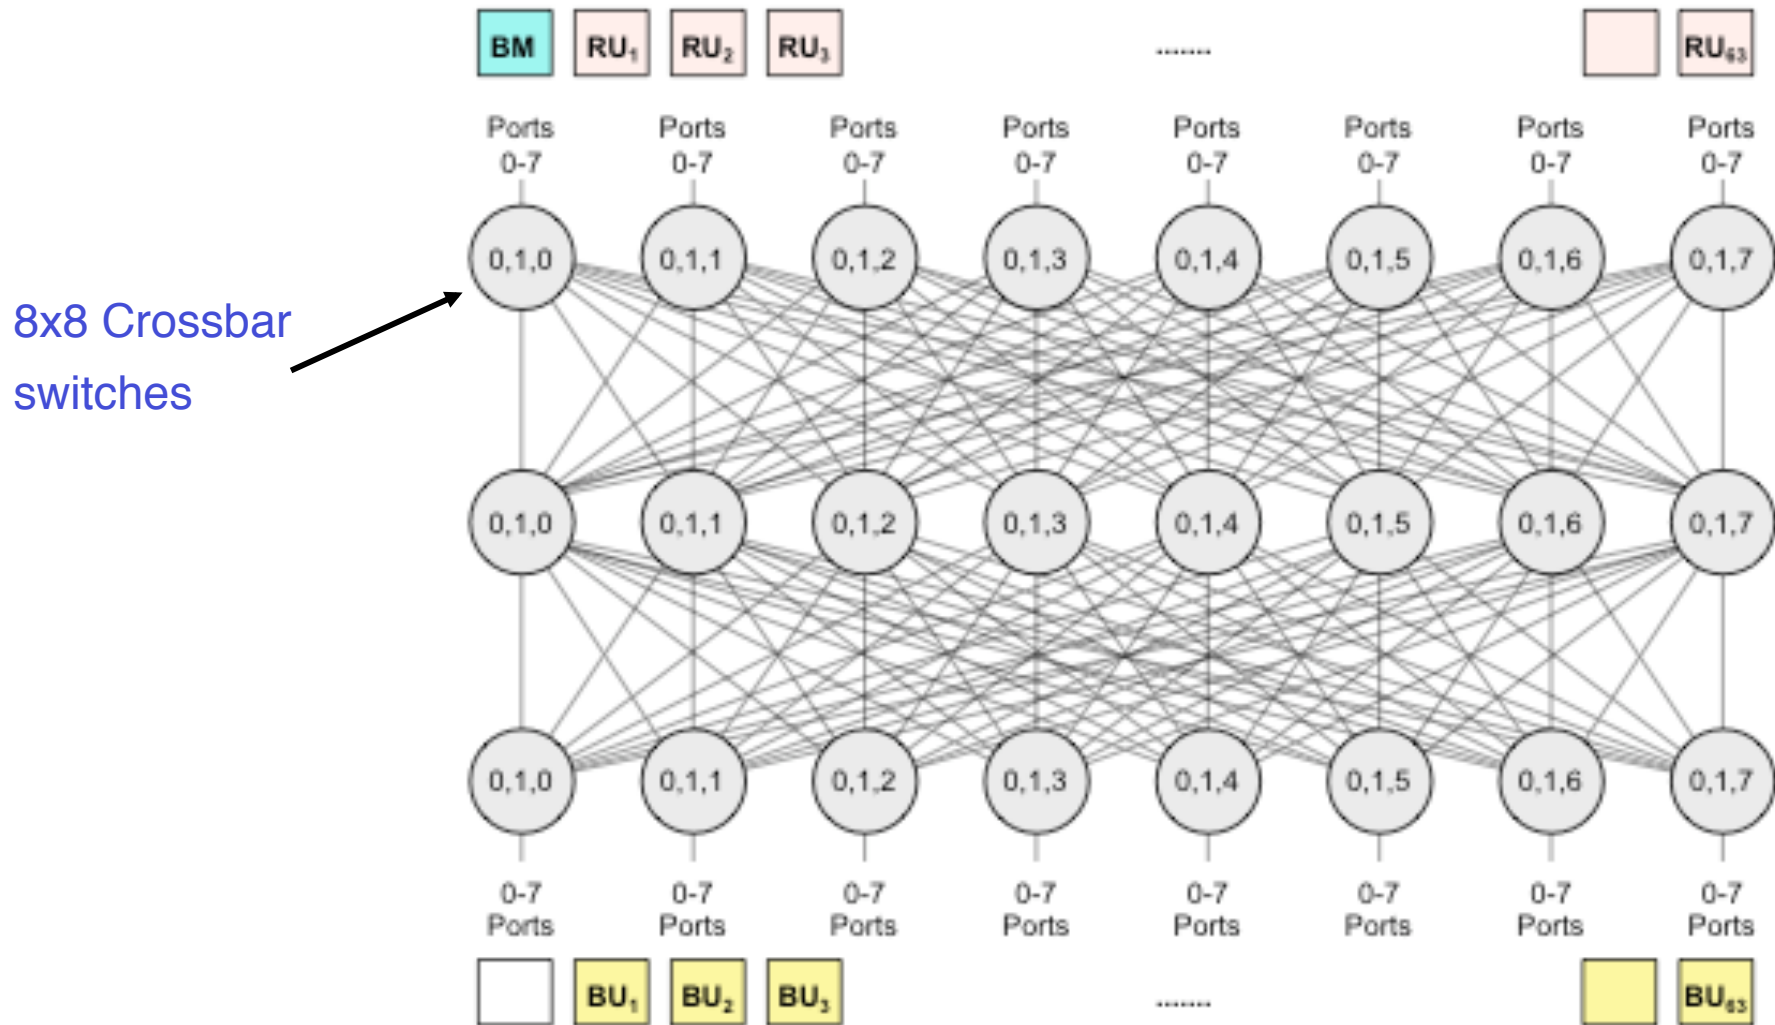 BM RU₁ RU₂ RU₃ ....... RU₆₃
Ports Ports Ports Ports Ports Ports Ports Ports
0-7 0-7 0-7 0-7 0-7 0-7 0-7 0-7
0,1,0 0,1,1 0,1,2 0,1,3 0,1,4 0,1,5 0,1,6 0,1,7
8x8 Crossbar
switches
0,1,0 0,1,1 0,1,2 0,1,3 0,1,4 0,1,5 0,1,6 0,1,7
0,1,0 0,1,1 0,1,2 0,1,3 0,1,4 0,1,5 0,1,6 0,1,7
0-7 0-7 0-7 0-7 0-7 0-7 0-7 0-7
Ports Ports Ports Ports Ports Ports Ports Ports
BU₁ BU₂ BU₃ ....... BU₆₃